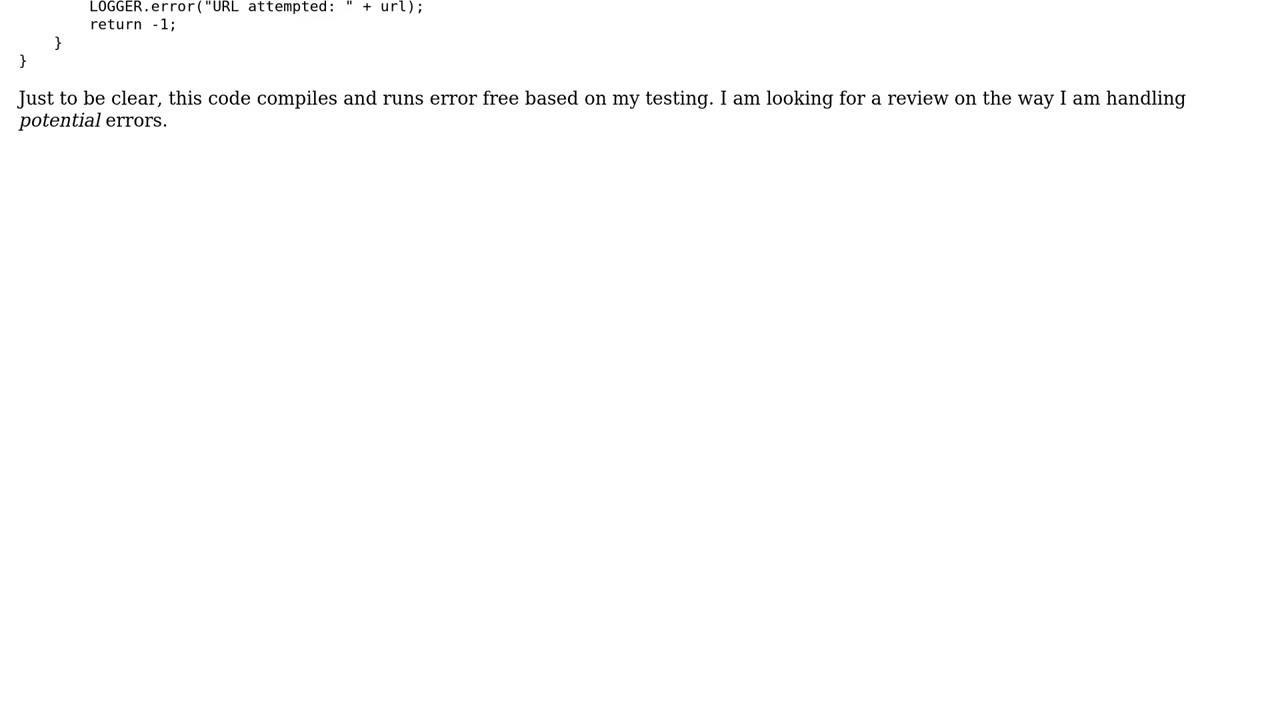 LOGGER.error("URL attempted: " + url);
        return -1;
    }
}
Just to be clear, this code compiles and runs error free based on my testing. I am looking for a review on the way I am handling
potential errors.